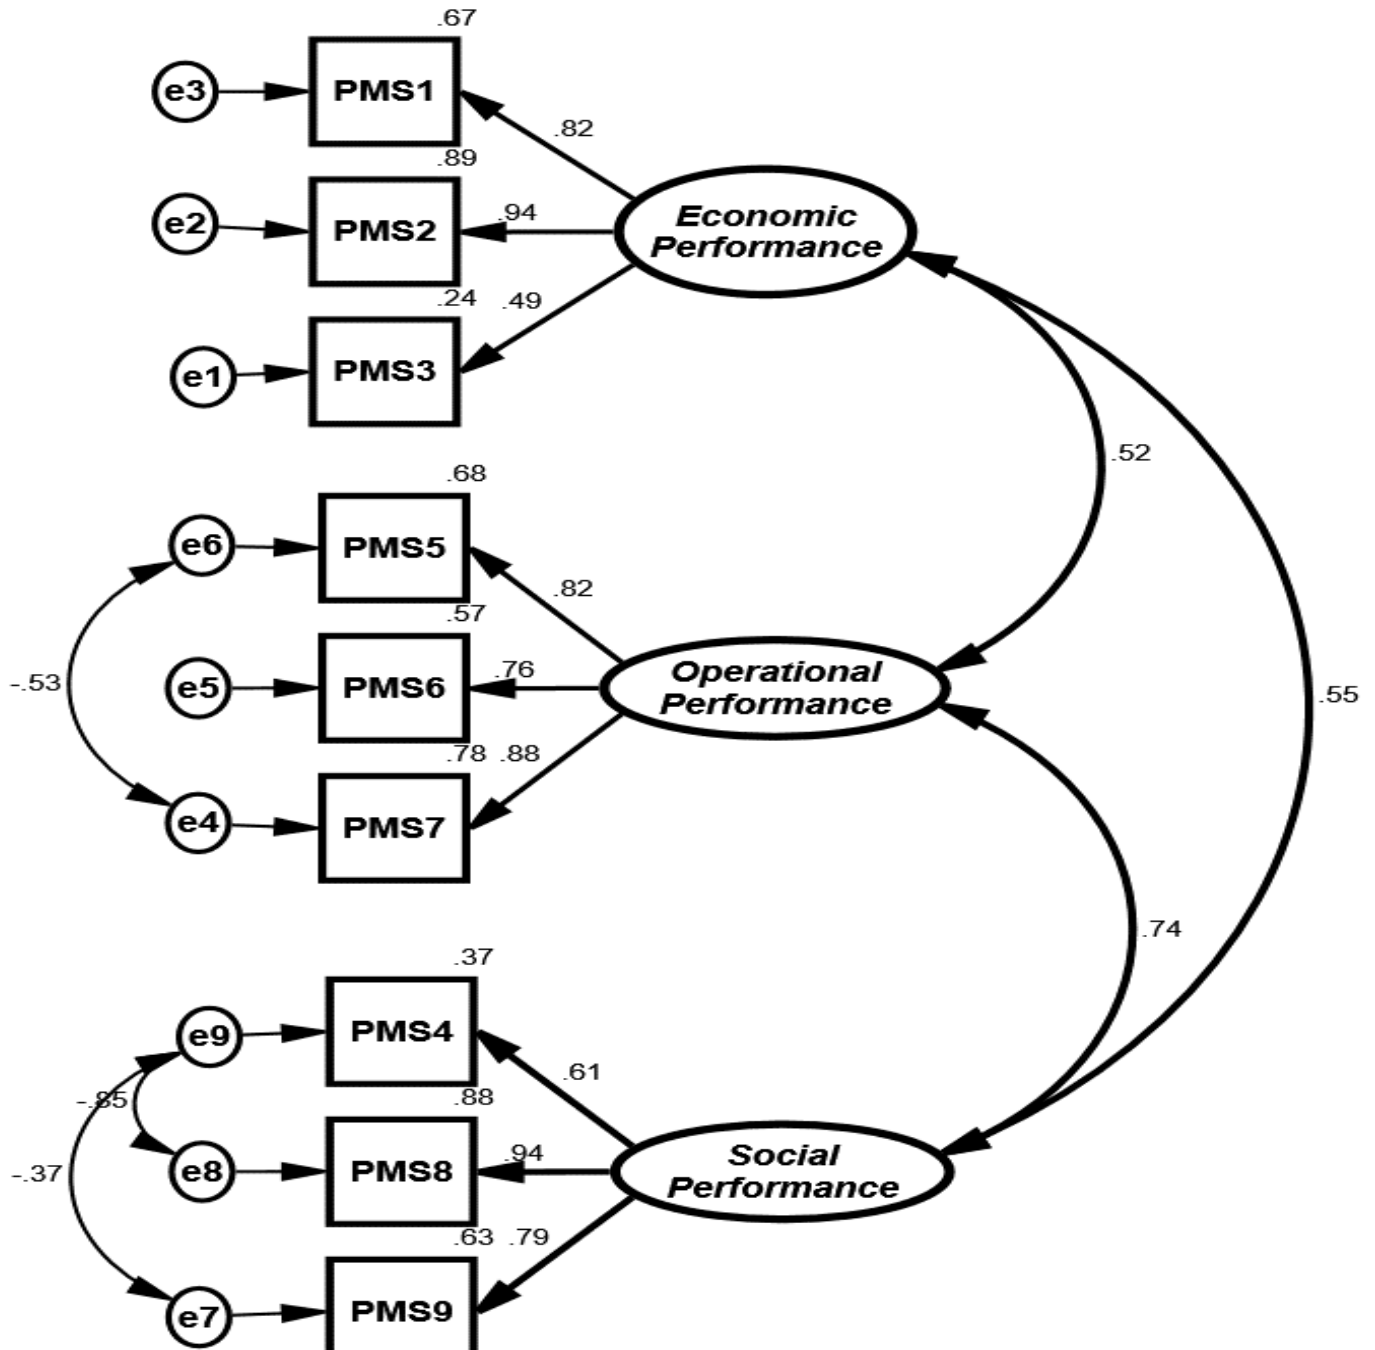 .67
e3
PMS1
.82
.89
e2
PMS2
.94
Economic
Performance
.24
.49
e1
PMS3
.52
.68
e6
PMS5
.82
.57
-.53
e5
PMS6
.76
Operational
Performance
.55
.78
.88
e4
PMS7
.74
.37
e9
PMS4
.61
-.85
.88
-.37
e8
PMS8
.94
Social
Performance
.63
.79
e7
PMS9